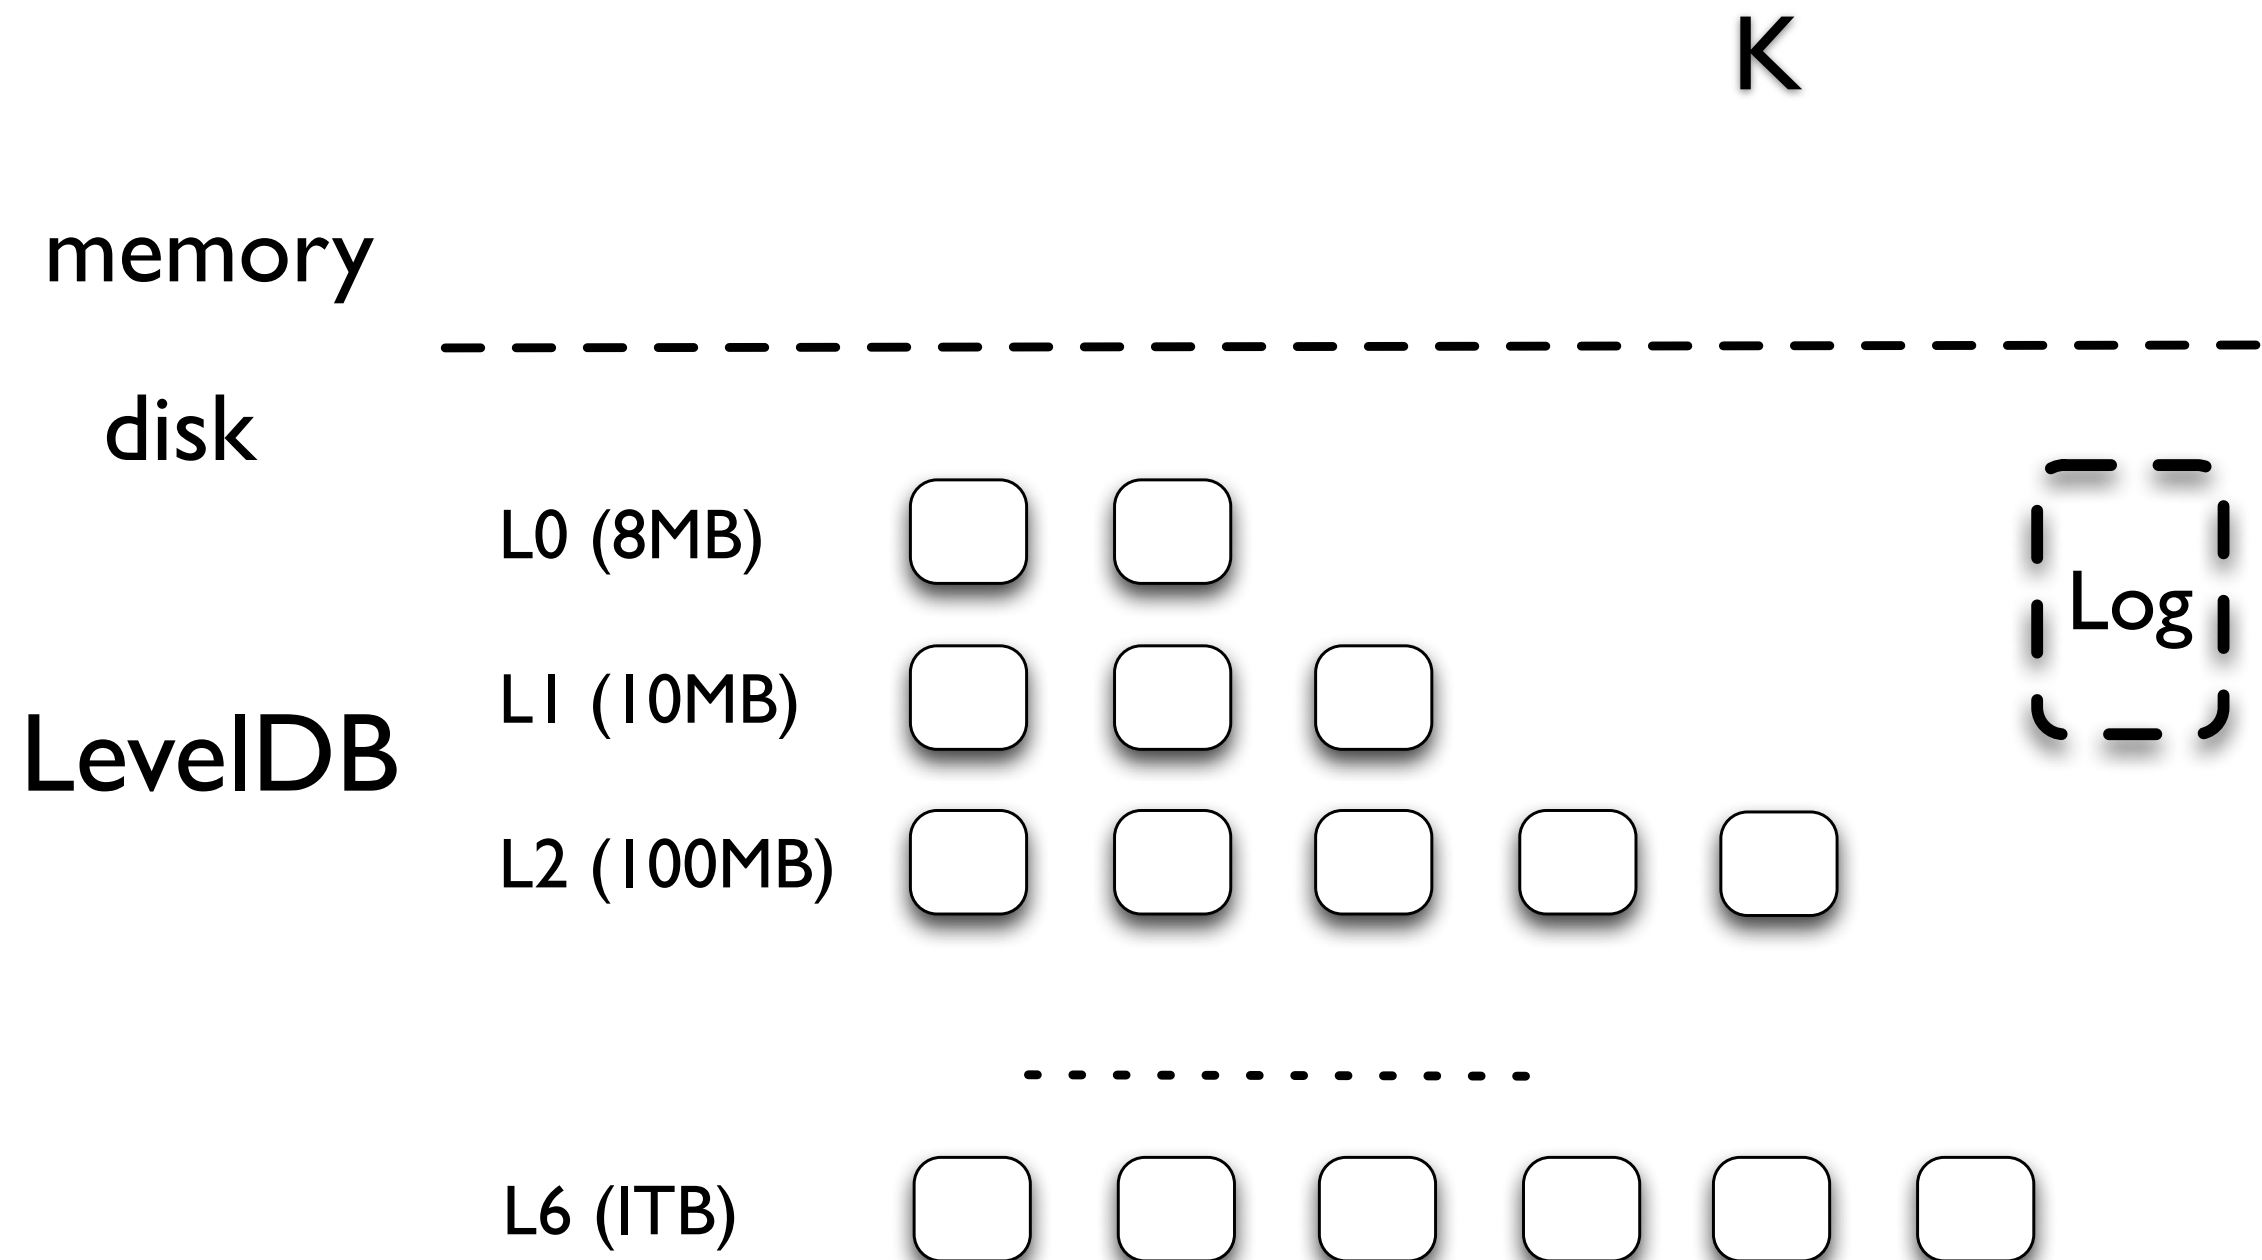 K
memory
disk
L0 (8MB)
Log
L1 (10MB)
LevelDB
L2 (100MB)
L6 (1TB)